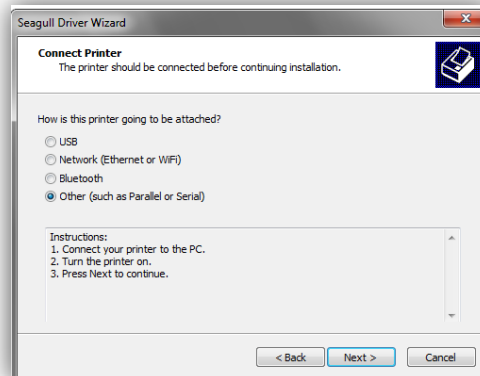 Seagull Driver Wizard
Connect Printer
The printer should be connected before continuing installation.
How is this printer going to be attached?
USB
Network (Ethernet or WiFi)
Bluetooth
Other (such as Parallel or Serial)
Instructions:
1. Connect your printer to the PC.
2. Turn the printer on.
3. Press Next to continue.
< Back Next > Cancel